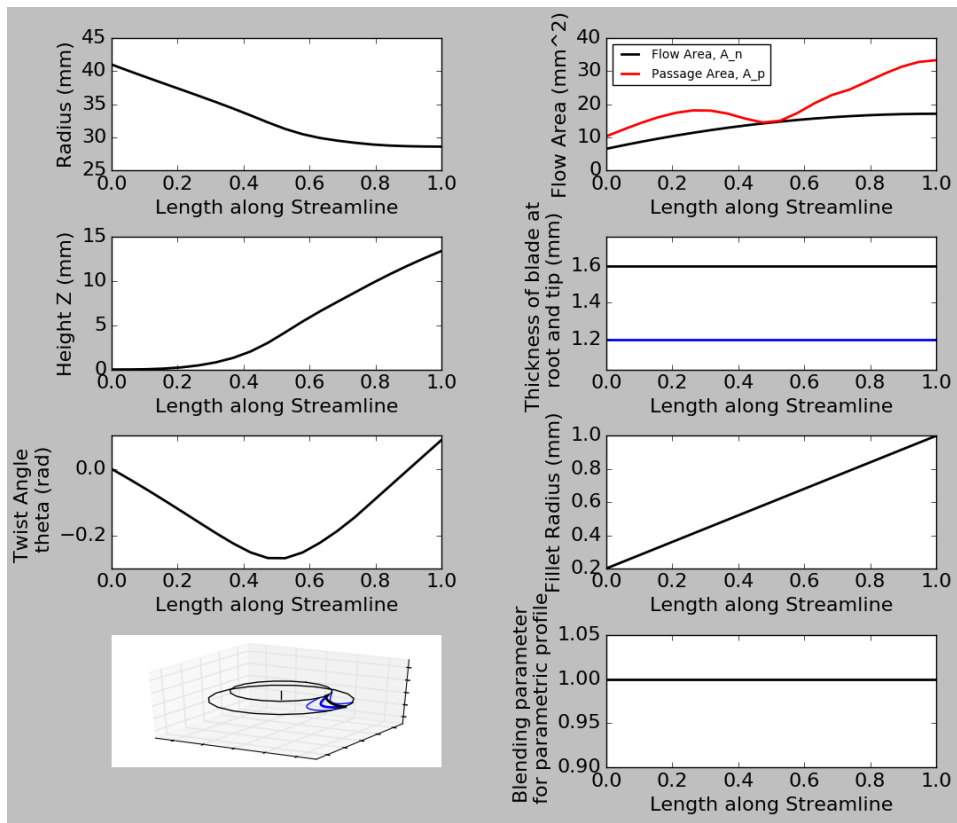 Radius (mm)
45
40
35
30
25
0.0 0.2 0.4 0.6 0.8 1.0
Length along Streamline
Flow Area (mm^2)
40
30
20
10
0
Flow Area, A_n
Passage Area, A_p
0.0 0.2 0.4 0.6 0.8 1.0
Length along Streamline
Height Z (mm)
15
10
5
0
0.0 0.2 0.4 0.6 0.8 1.0
Length along Streamline
Thickness of blade at
root and tip (mm)
1.6
1.4
1.2
0.0 0.2 0.4 0.6 0.8 1.0
Length along Streamline
Twist Angle
theta (rad)
0.0
−0.2
0.0 0.2 0.4 0.6 0.8 1.0
Length along Streamline
Fillet Radius (mm)
1.0
0.8
0.6
0.4
0.2
0.0 0.2 0.4 0.6 0.8 1.0
Length along Streamline
Blending parameter
for parametric profile
1.05
1.00
0.95
0.90
0.0 0.2 0.4 0.6 0.8 1.0
Length along Streamline